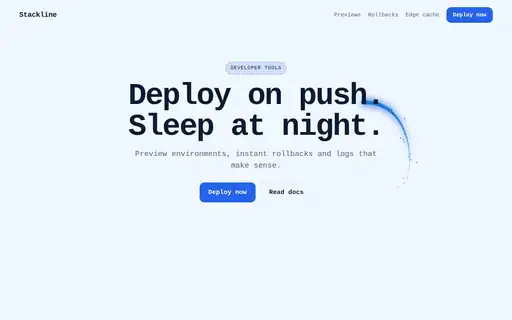 Stackline
Previews Rollbacks Edge cache Deploy now
DEVELOPER TOOLS
Deploy on push.
Sleep at night.
Preview environments, instant rollbacks and logs that
make sense.
Deploy now Read docs